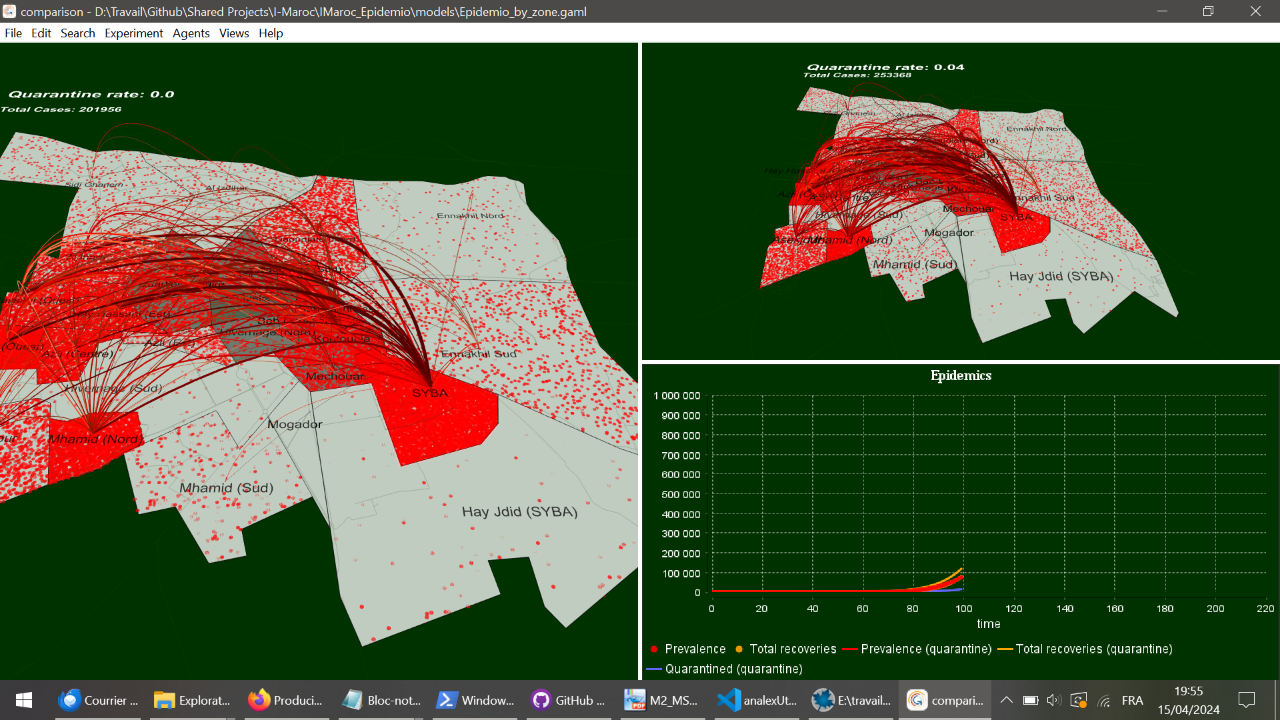 comparison - D:\Travail\Github\Shared Projects\I-Maroc\IMaroc_Epidemio\models\Epidemio_by_zone.gaml
File Edit Search Experiment Agents Views Help
Quarantine rate: 0.0
Total Cases: 201956
Sidi Ghanem
Ennakhil Nord
Mechouar
Ennakhil Sud
SYBA
Hivernage (Sud)
Mogador
Mhamid (Nord)
Mhamid (Sud)
Hay Jdid (SYBA)
Quarantine rate: 0.04
Total Cases: 253368
Ennakhil Nord
Ennakhil Sud
Mechouar
SYBA
Mogador
Mhamid (Nord)
Mhamid (Sud)
Hay Jdid (SYBA)
Epidemics
1 000 000
900 000
800 000
700 000
600 000
500 000
400 000
300 000
200 000
100 000
0
0 20 40 60 80 100 120 140 160 180 200 220
time
Prevalence Total recoveries Prevalence (quarantine) Total recoveries (quarantine)
Quarantined (quarantine)
Courrier ... Explorat... Produci... Bloc-not... Window... GitHub ... M2_MS... analexUt... E:\travail... compari... FRA
19:55
15/04/2024